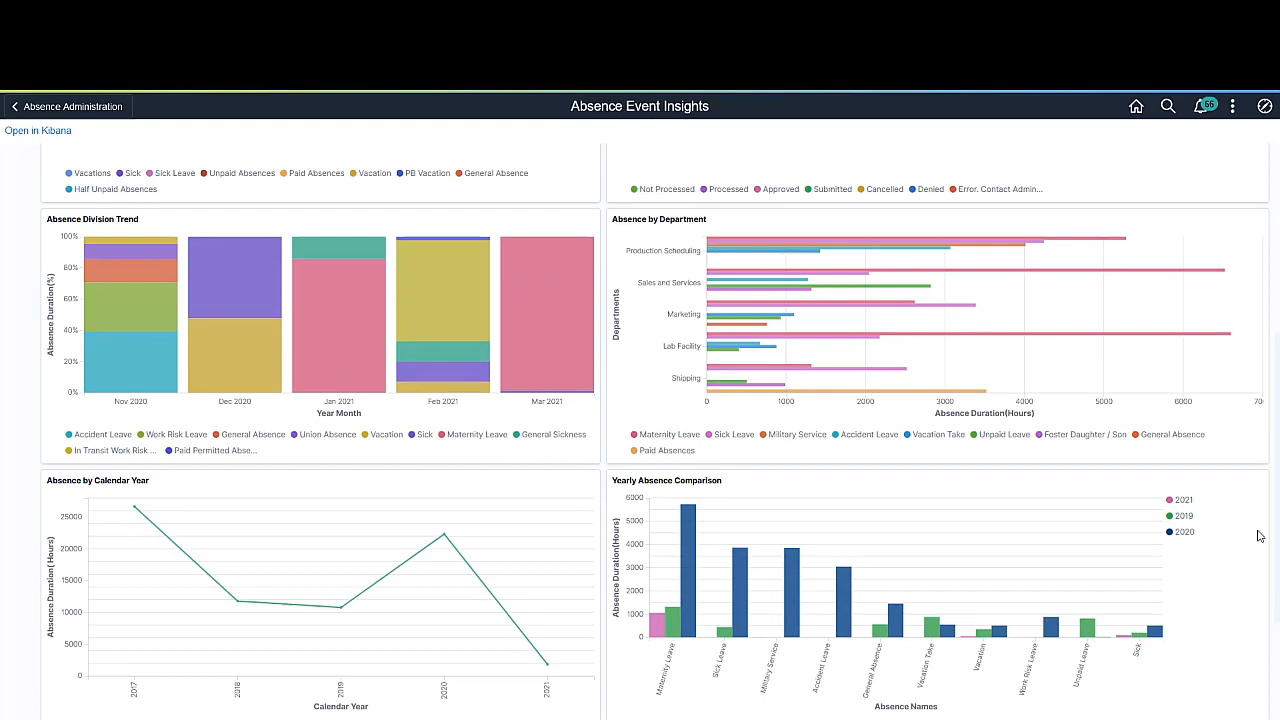 Absence Administration
Absence Event Insights
66
Open in Kibana
Vacations Sick Sick Leave Unpaid Absences Paid Absences Vacation PB Vacation General Absence
Half Unpaid Absences
Not Processed Processed Approved Submitted Cancelled Denied Error. Contact Admin...
Absence Division Trend
100%
80%
60%
40%
20%
0%
Absence Duration(%)
Nov 2020 Dec 2020 Jan 2021 Feb 2021 Mar 2021
Year Month
Accident Leave Work Risk Leave General Absence Union Absence Vacation Sick Maternity Leave General Sickness
In Transit Work Risk ... Paid Permitted Abse...
Absence by Department
Departments
Production Scheduling
Sales and Services
Marketing
Lab Facility
Shipping
0 1000 2000 3000 4000 5000 6000 70
Absence Duration(Hours)
Maternity Leave Sick Leave Military Service Accident Leave Vacation Take Unpaid Leave Foster Daughter / Son General Absence
Paid Absences
Absence by Calendar Year
Absence Duration( Hours)
25000
20000
15000
10000
5000
0
2017 2018 2019 2020 2021
Calendar Year
Yearly Absence Comparison
Absence Duration(Hours)
6000
5000
4000
3000
2000
1000
0
2021
2019
2020
Maternity Leave Sick Leave Military Service Accident Leave General Absence Vacation Take Vacation Work Risk Leave Unpaid Leave Sick
Absence Names